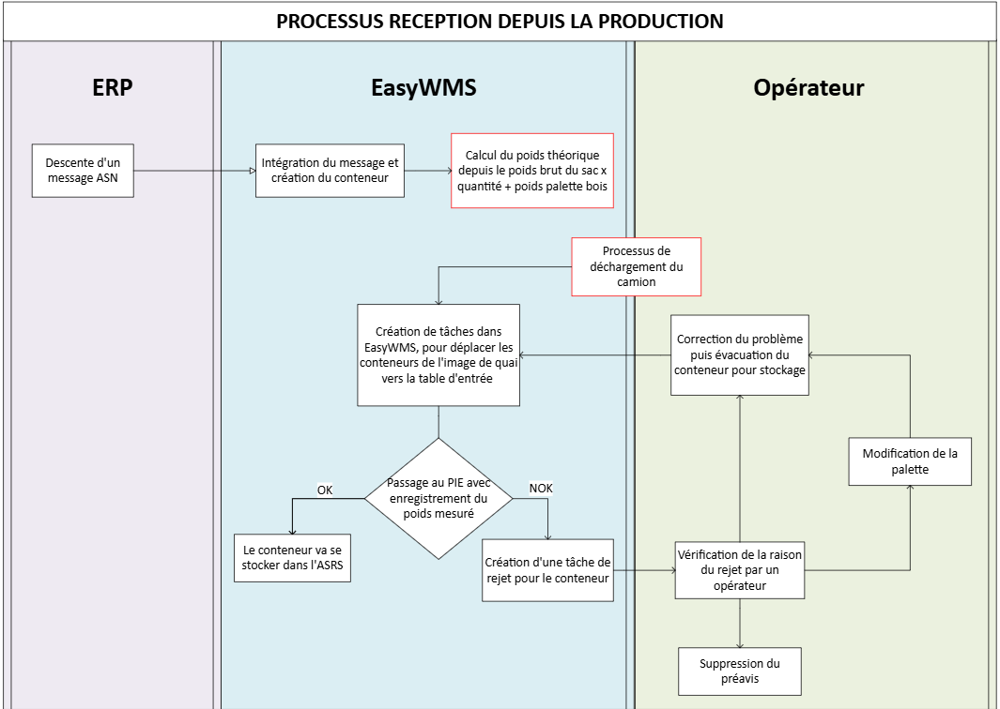 PROCESSUS RECEPTION DEPUIS LA PRODUCTION
ERP
EasyWMS
Opérateur
Descente d'un
message ASN
Intégration du message et
création du conteneur
Calcul du poids théorique
depuis le poids brut du sac x
quantité + poids palette bois
Processus de
déchargement du
camion
Création de tâches dans
EasyWMS, pour déplacer les
conteneurs de l'image de quai
vers la table d'entrée
Correction du problème
puis évacuation du
conteneur pour stockage
Modification de la
palette
Passage au PIE avec
enregistrement du
poids mesuré
OK
NOK
Le conteneur va se
stocker dans l'ASRS
Création d'une tâche de
rejet pour le conteneur
Vérification de la raison
du rejet par un
opérateur
Suppression du
préavis